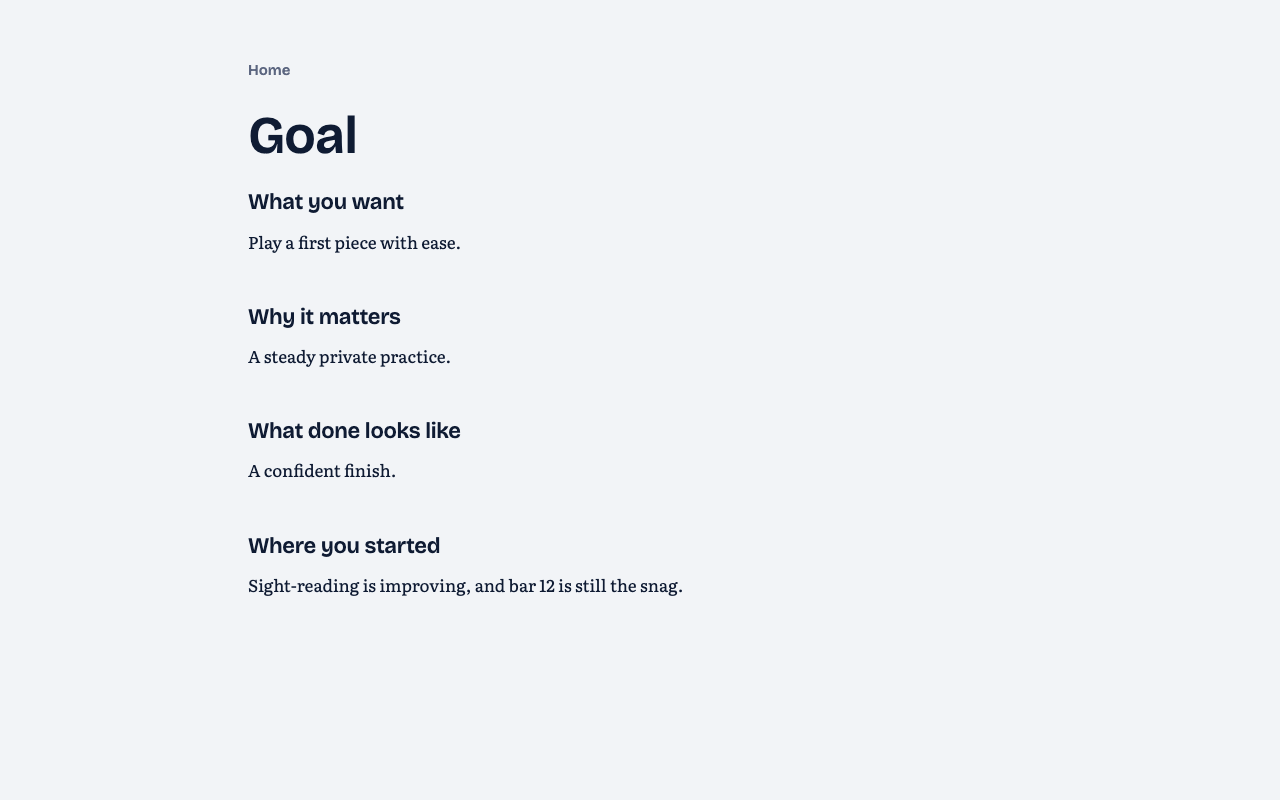 Home
Goal
What you want
Play a first piece with ease.
Why it matters
A steady private practice.
What done looks like
A confident finish.
Where you started
Sight-reading is improving, and bar 12 is still the snag.